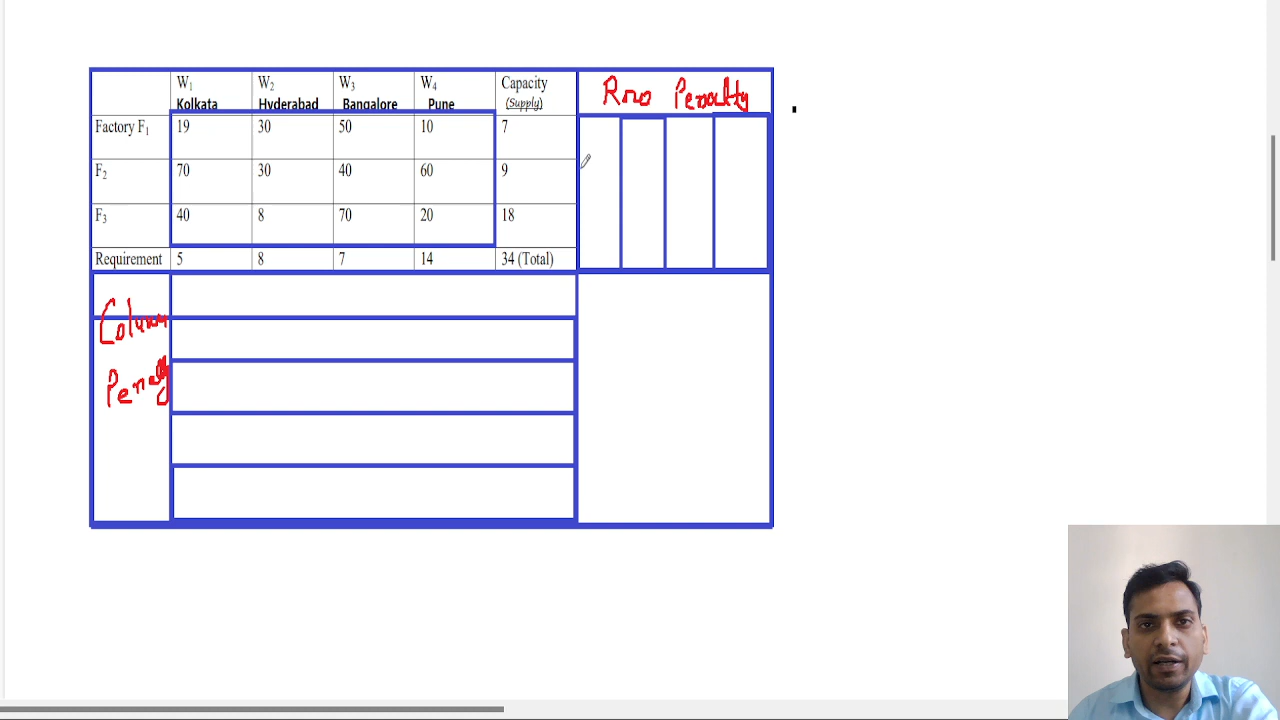 W1 W2 W3 W4 Capacity Row Penalty
Kolkata Hyderabad Bangalore Pune (Supply)
Factory F1 19 30 50 10 7
F2 70 30 40 60 9
F3 40 8 70 20 18
Requirement 5 8 7 14 34 (Total)
Column